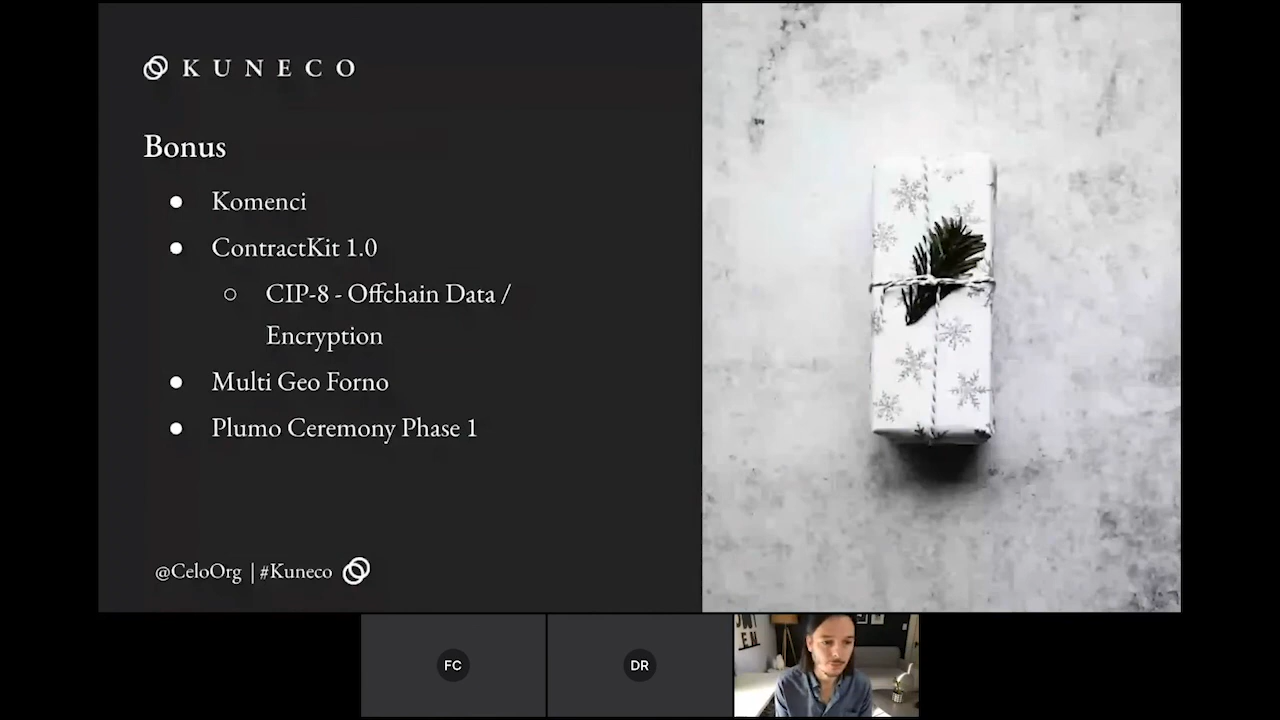 KUNECO
Bonus
● Komenci
● ContractKit 1.0
○ CIP-8 - Offchain Data /
Encryption
● Multi Geo Forno
● Plumo Ceremony Phase 1
@CeloOrg | #Kuneco
FC
DR